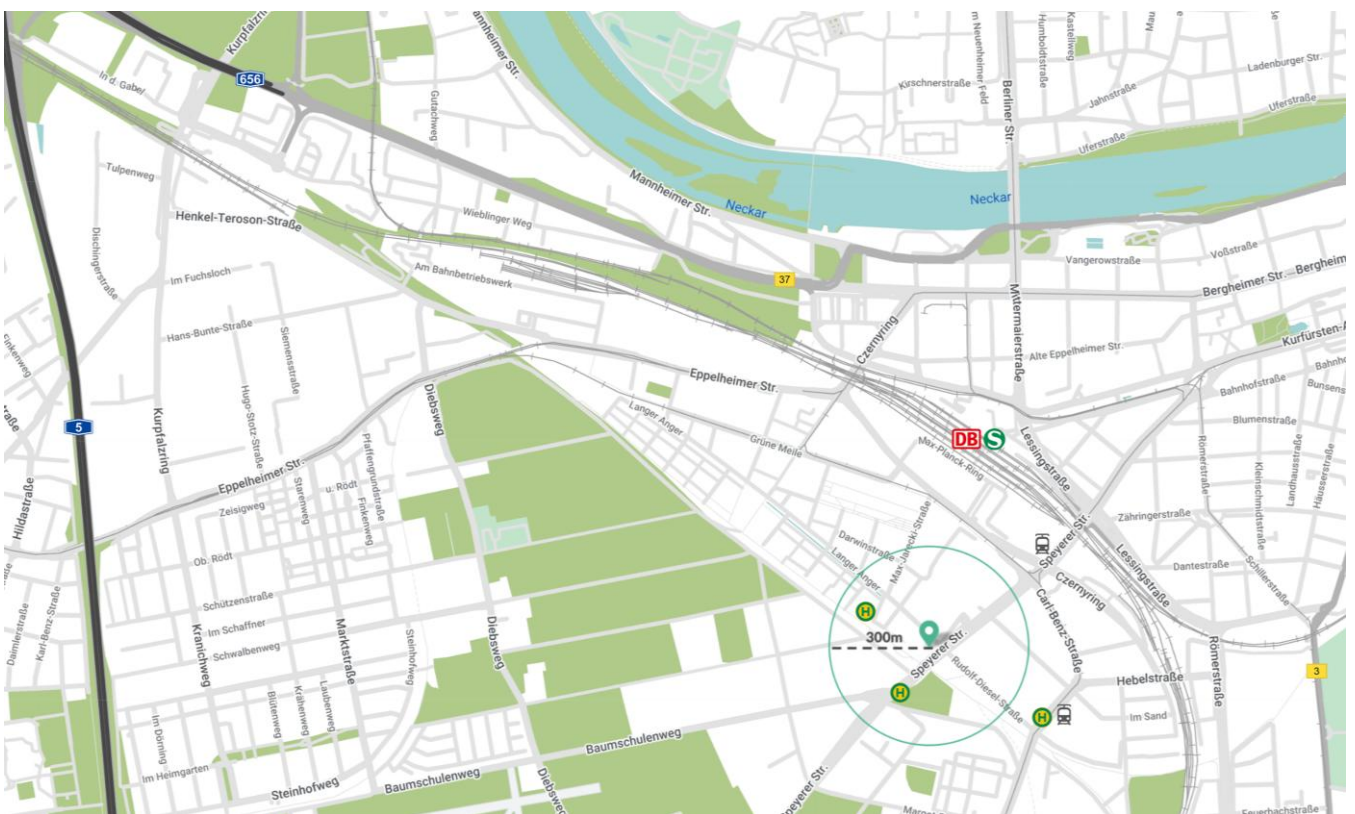 Kurpfalzring
656
In d. Gabel
Mannheimer Str.
Gutachweg
Im Neuenheimer Feld
Kirschnerstraße
Berliner Str.
Humboldtstraße
Kastellweg
Ladenburger Str.
Jahnstraße
Uferstraße
Uferstraße
Tulpenweg
Mannheimer Str.
Neckar
Neckar
Henkel-Teroson-Straße
Wieblinger Weg
Dischingerstraße
Im Fuchsloch
Am Bahnbetriebswerk
37
Vangerowstraße
Voßstraße
Bergheimer Str.
Bergheim
Mittermaierstraße
Hans-Bunte-Straße
Siemensstraße
Finkenweg
Czernyring
Alte Eppelheimer Str.
Kurfürsten-A
Eppelheimer Str.
Bahnhofstraße
Bahnho
Bunsens
Diebsweg
Hugo-Stotz-Straße
Kurpfalzring
5
Langer Anger
Grüne Meile
DB
S
Max-Planck-Ring
Lessingstraße
Blumenstraße
Römerstraße
Kleinschmidtstraße
Landhausstraße
Häusserstraße
Eppelheimer Str.
Pfaffengrundstraße
u. Rödt
Starenweg
Finkenweg
Zeisigweg
Hildastraße
Ob. Rödt
Max-Jarecki-Straße
Darwinstraße
Langer Anger
Speyerer Str.
Zähringerstraße
Lessingstraße
Dantestraße
Schillerstraße
Czernyring
Carl-Benz-Straße
Daimlerstraße
Karl-Benz-Straße
Schützenstraße
Im Schaffner
Schwalbenweg
Kranichweg
Marktstraße
Steinhofweg
Diebsweg
H
300m
Speyerer Str.
Rudolf-Diesel-Straße
H
H
Hebelstraße
Römerstraße
3
Im Sand
Im Dörning
Blütenweg
Krähenweg
Laubenweg
Im Heimgarten
Steinhofweg
Baumschulenweg
Baumschulenweg
Diebsweg
Speyerer Str.